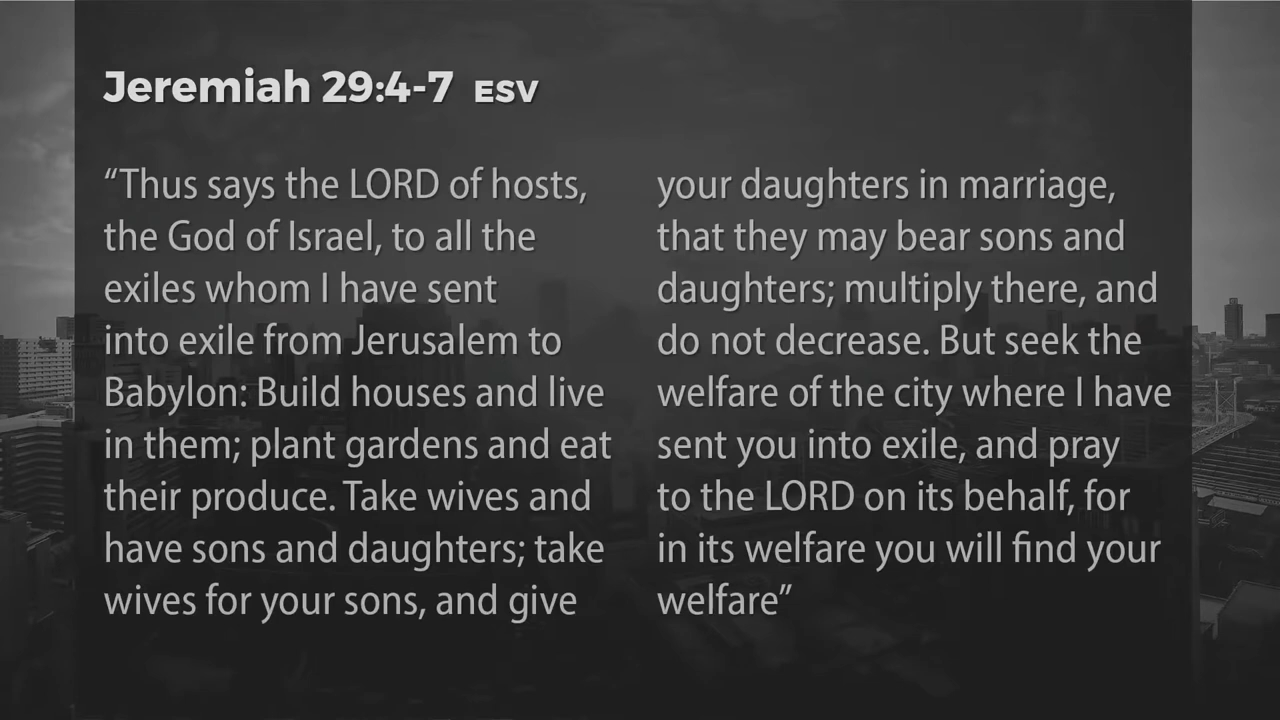 Jeremiah 29:4-7 ESV
“Thus says the LORD of hosts,
the God of Israel, to all the
exiles whom I have sent
into exile from Jerusalem to
Babylon: Build houses and live
in them; plant gardens and eat
their produce. Take wives and
have sons and daughters; take
wives for your sons, and give
your daughters in marriage,
that they may bear sons and
daughters; multiply there, and
do not decrease. But seek the
welfare of the city where I have
sent you into exile, and pray
to the LORD on its behalf, for
in its welfare you will find your
welfare”